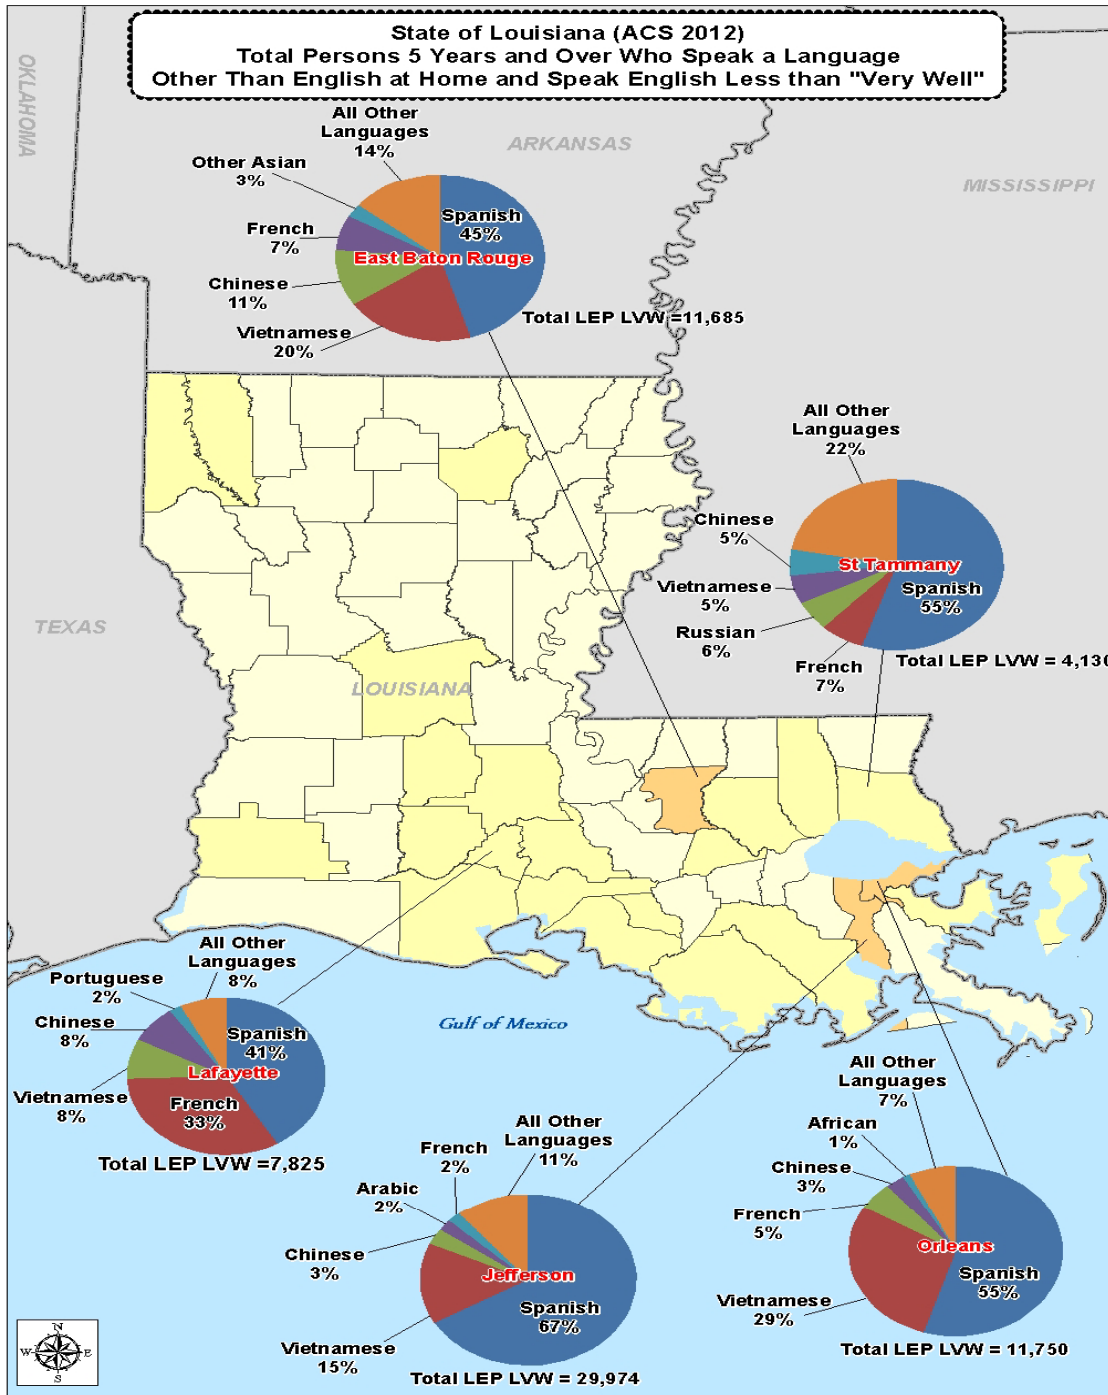 State of Louisiana (ACS 2012)
Total Persons 5 Years and Over Who Speak a Language
Other Than English at Home and Speak English Less than "Very Well"
OKLAHOMA
ARKANSAS
MISSISSIPPI
TEXAS
LOUISIANA
Gulf of Mexico
All Other
Languages
14%
Other Asian
3%
French
7%
Chinese
11%
Vietnamese
20%
Spanish
45%
East Baton Rouge
Total LEP LVW =11,685
All Other
Languages
22%
Chinese
5%
Vietnamese
5%
Russian
6%
French
7%
St Tammany
Spanish
55%
Total LEP LVW = 4,130
All Other
Languages
8%
Portuguese
2%
Chinese
8%
Vietnamese
8%
Spanish
41%
Lafayette
French
33%
Total LEP LVW =7,825
All Other
Languages
11%
French
2%
Arabic
2%
Chinese
3%
Vietnamese
15%
Jefferson
Spanish
67%
Total LEP LVW = 29,974
All Other
Languages
7%
African
1%
Chinese
3%
French
5%
Vietnamese
29%
Orleans
Spanish
55%
Total LEP LVW = 11,750
N
W E
S